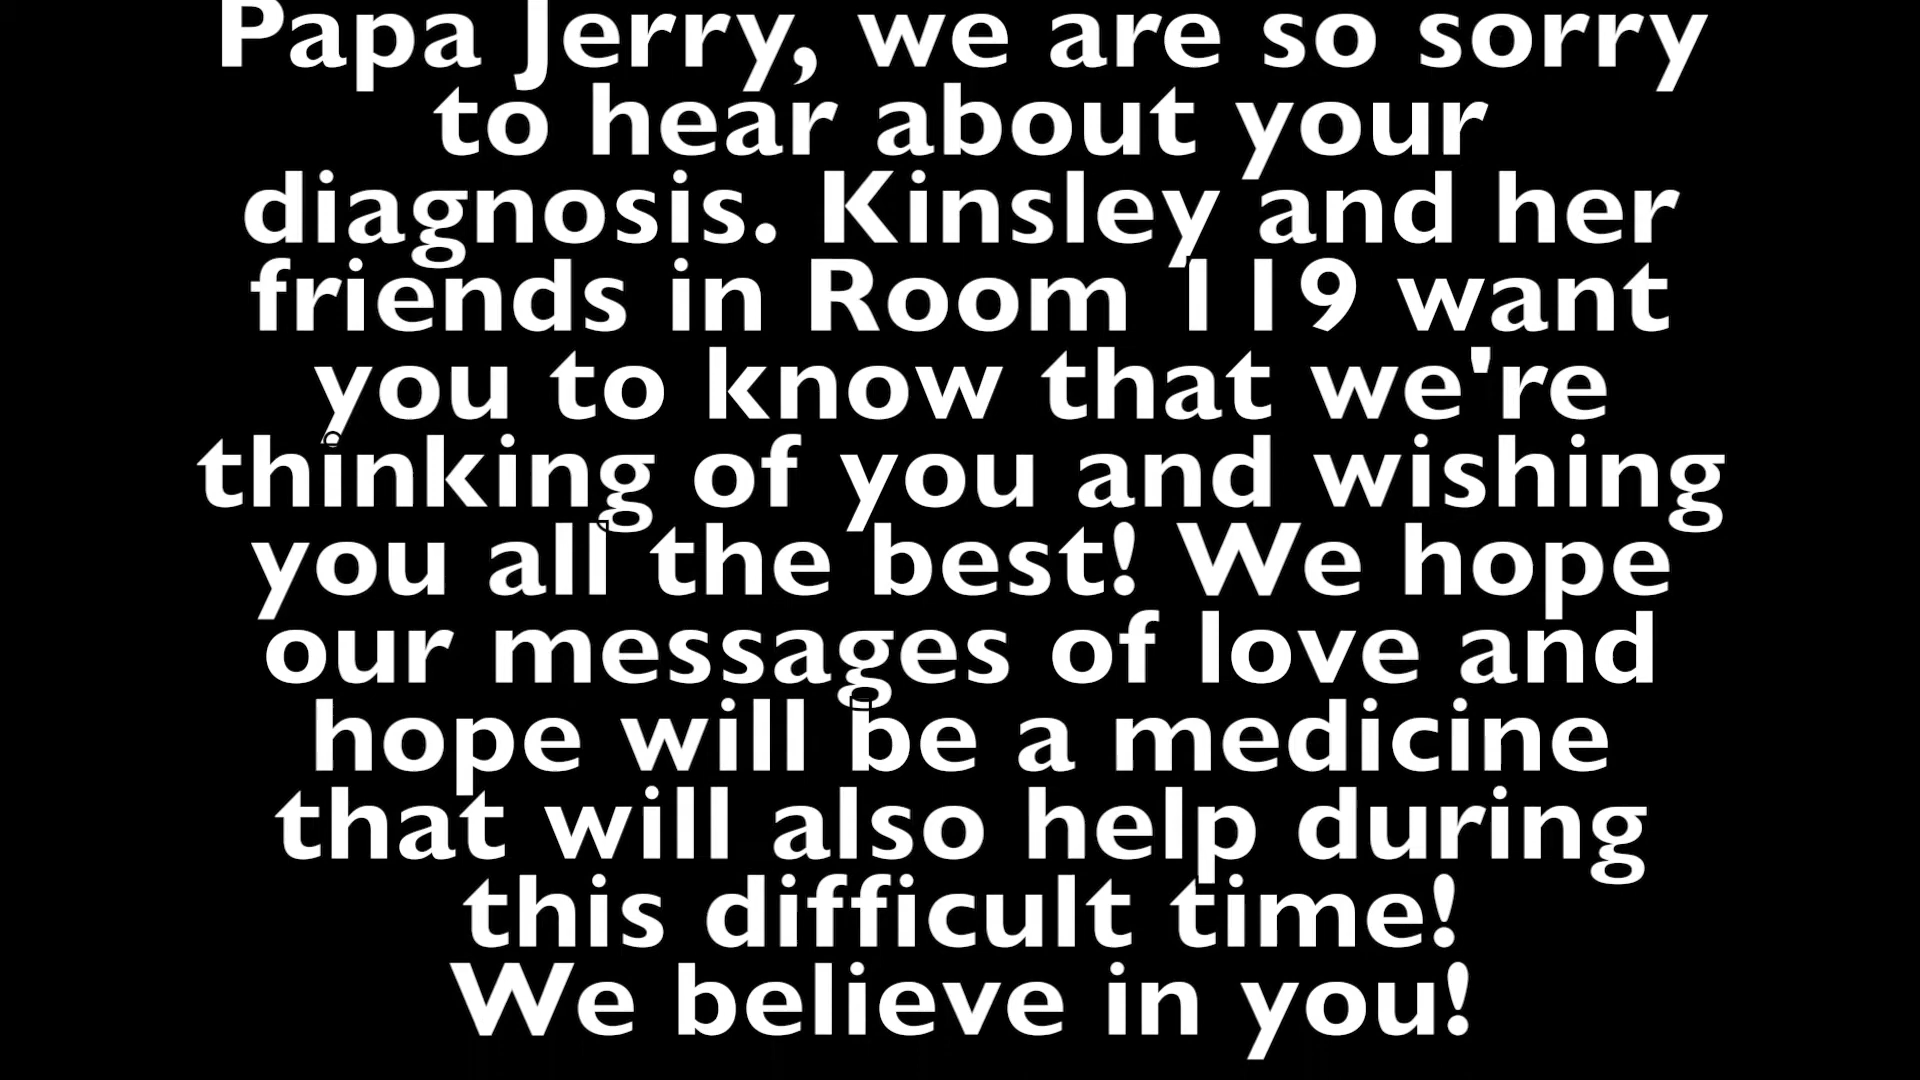 Papa Jerry, we are so sorry
to hear about your
diagnosis. Kinsley and her
friends in Room 119 want
you to know that we're
thinking of you and wishing
you all the best! We hope
our messages of love and
hope will be a medicine
that will also help during
this difficult time!
We believe in you!